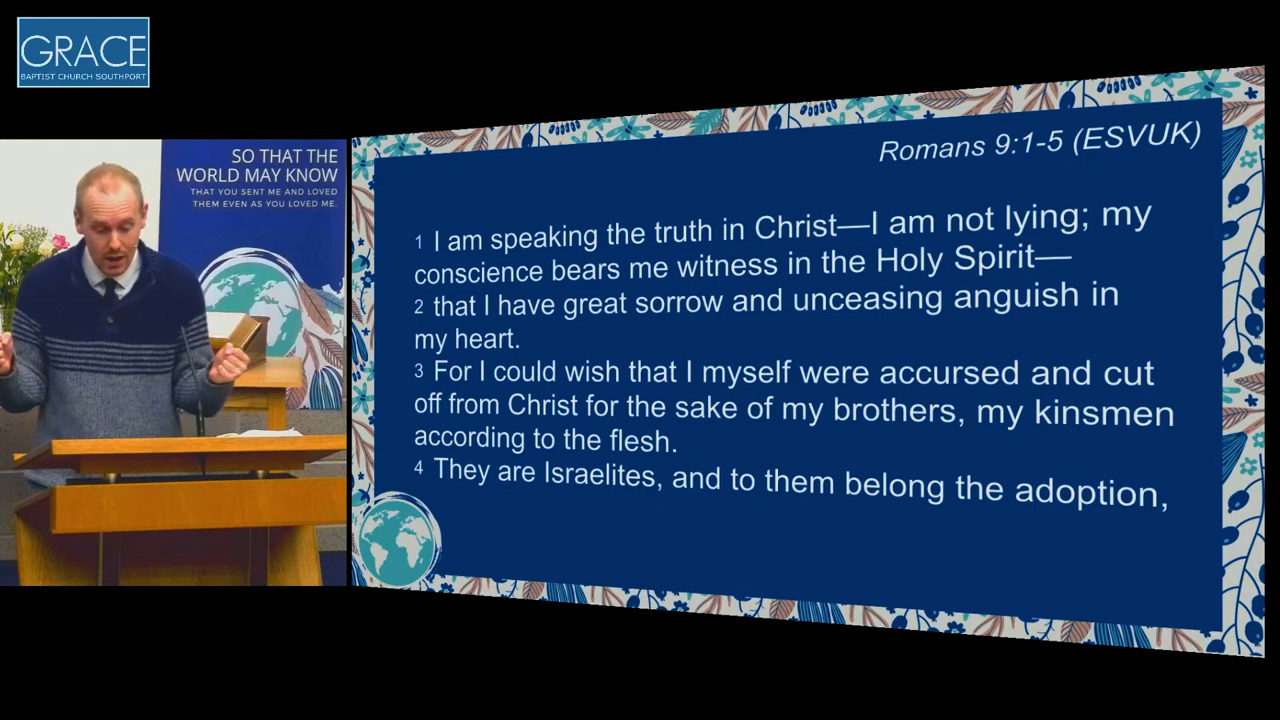 GRACE
BAPTIST CHURCH SOUTHPORT
SO THAT THE
WORLD MAY KNOW
THAT YOU SENT ME AND LOVED
THEM EVEN AS YOU LOVED ME.
Romans 9:1-5 (ESVUK)
1 I am speaking the truth in Christ—I am not lying; my
conscience bears me witness in the Holy Spirit—
2 that I have great sorrow and unceasing anguish in
my heart.
3 For I could wish that I myself were accursed and cut
off from Christ for the sake of my brothers, my kinsmen
according to the flesh.
4 They are Israelites, and to them belong the adoption,